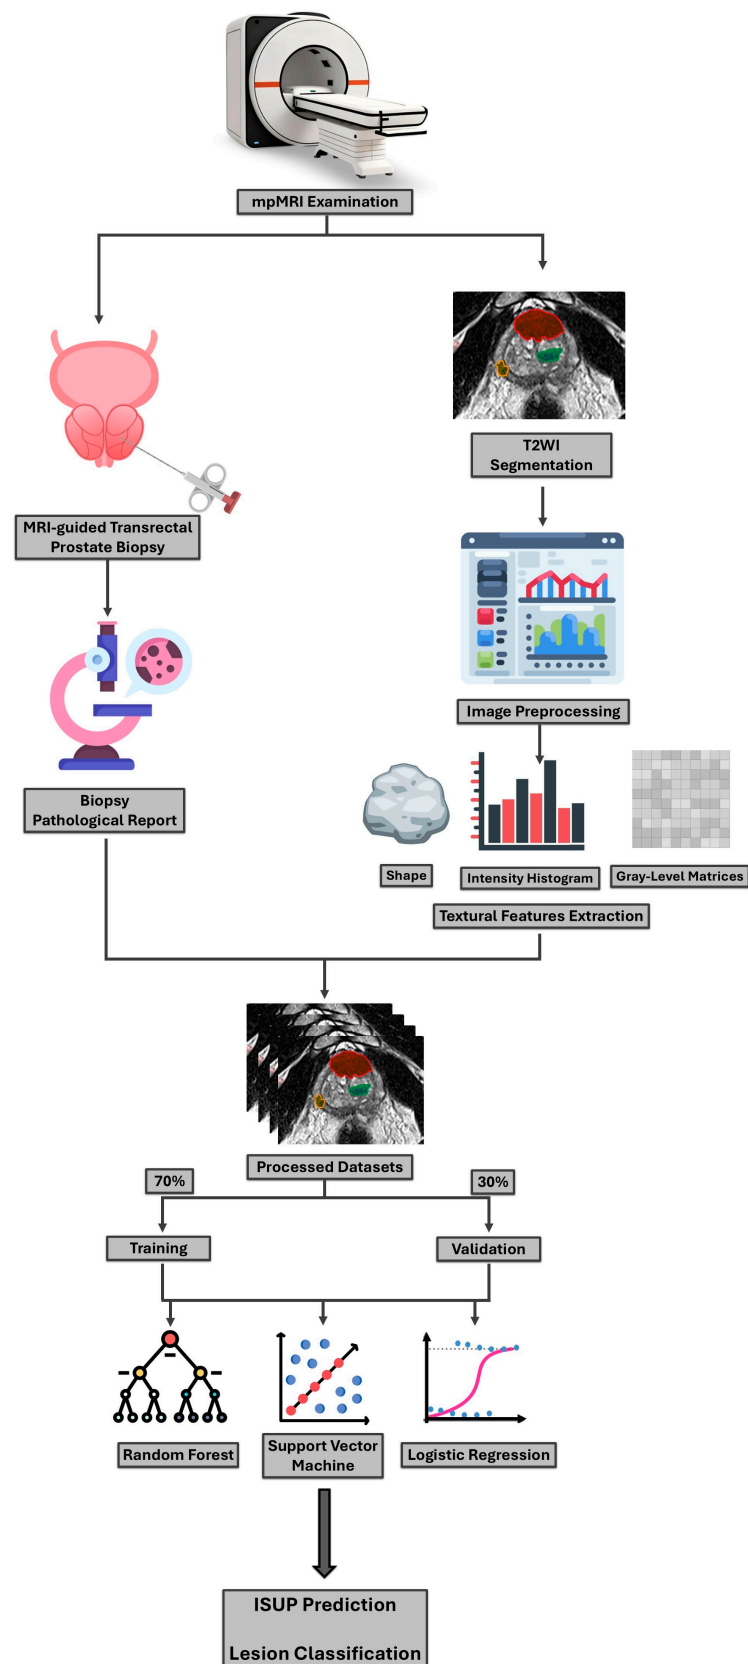 mpMRI Examination
T2WI
Segmentation
MRI-guided Transrectal
Prostate Biopsy
Image Preprocessing
Biopsy
Pathological Report
Shape
Intensity Histogram
Gray-Level Matrices
Textural Features Extraction
Processed Datasets
70%
30%
Training
Validation
Random Forest
Support Vector
Machine
Logistic Regression
ISUP Prediction
Lesion Classification